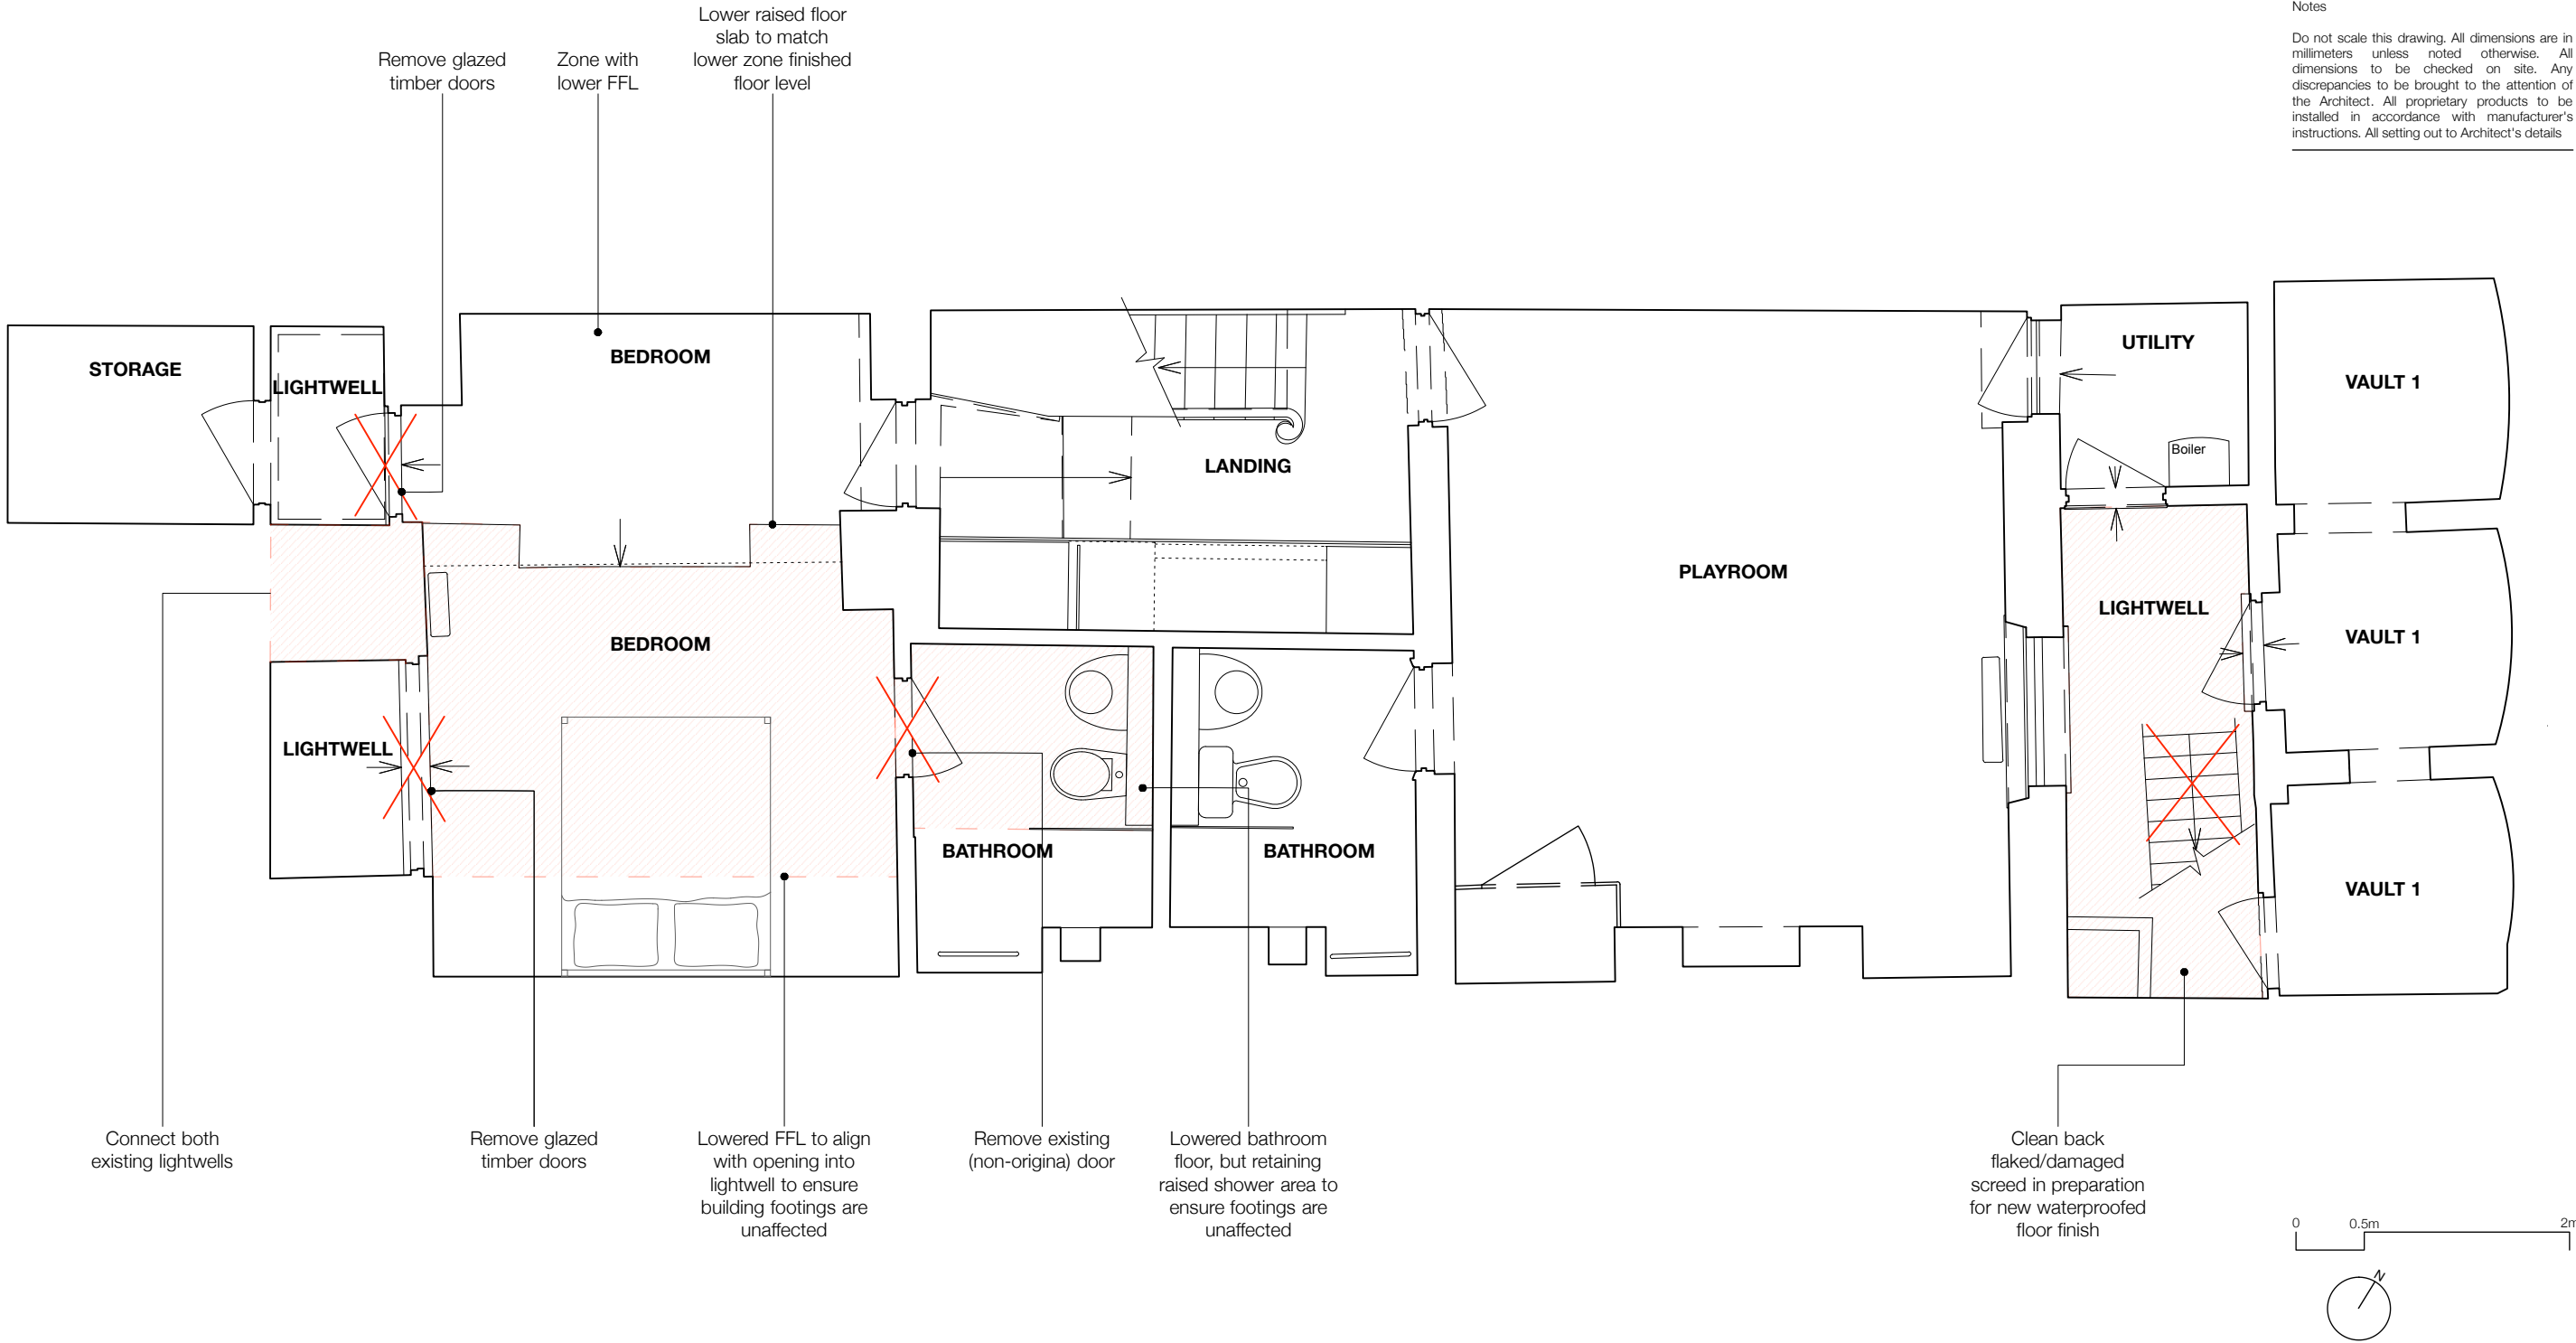 Notes
Do not scale this drawing. All dimensions are in
millimeters unless noted otherwise. All
dimensions to be checked on site. Any
discrepancies to be brought to the attention of
the Architect. All proprietary products to be
installed in accordance with manufacturer's
instructions. All setting out to Architect's details
Remove glazed
timber doors
Zone with
lower FFL
Lower raised floor
slab to match
lower zone finished
floor level
STORAGE
LIGHTWELL
BEDROOM
LANDING
UTILITY
Boiler
VAULT 1
PLAYROOM
BEDROOM
LIGHTWELL
VAULT 1
LIGHTWELL
BATHROOM
BATHROOM
VAULT 1
Connect both
existing lightwells
Remove glazed
timber doors
Lowered FFL to align
with opening into
lightwell to ensure
building footings are
unaffected
Remove existing
(non-origina) door
Lowered bathroom
floor, but retaining
raised shower area to
ensure footings are
unaffected
Clean back
flaked/damaged
screed in preparation
for new waterproofed
floor finish
0 0.5m 2m
N